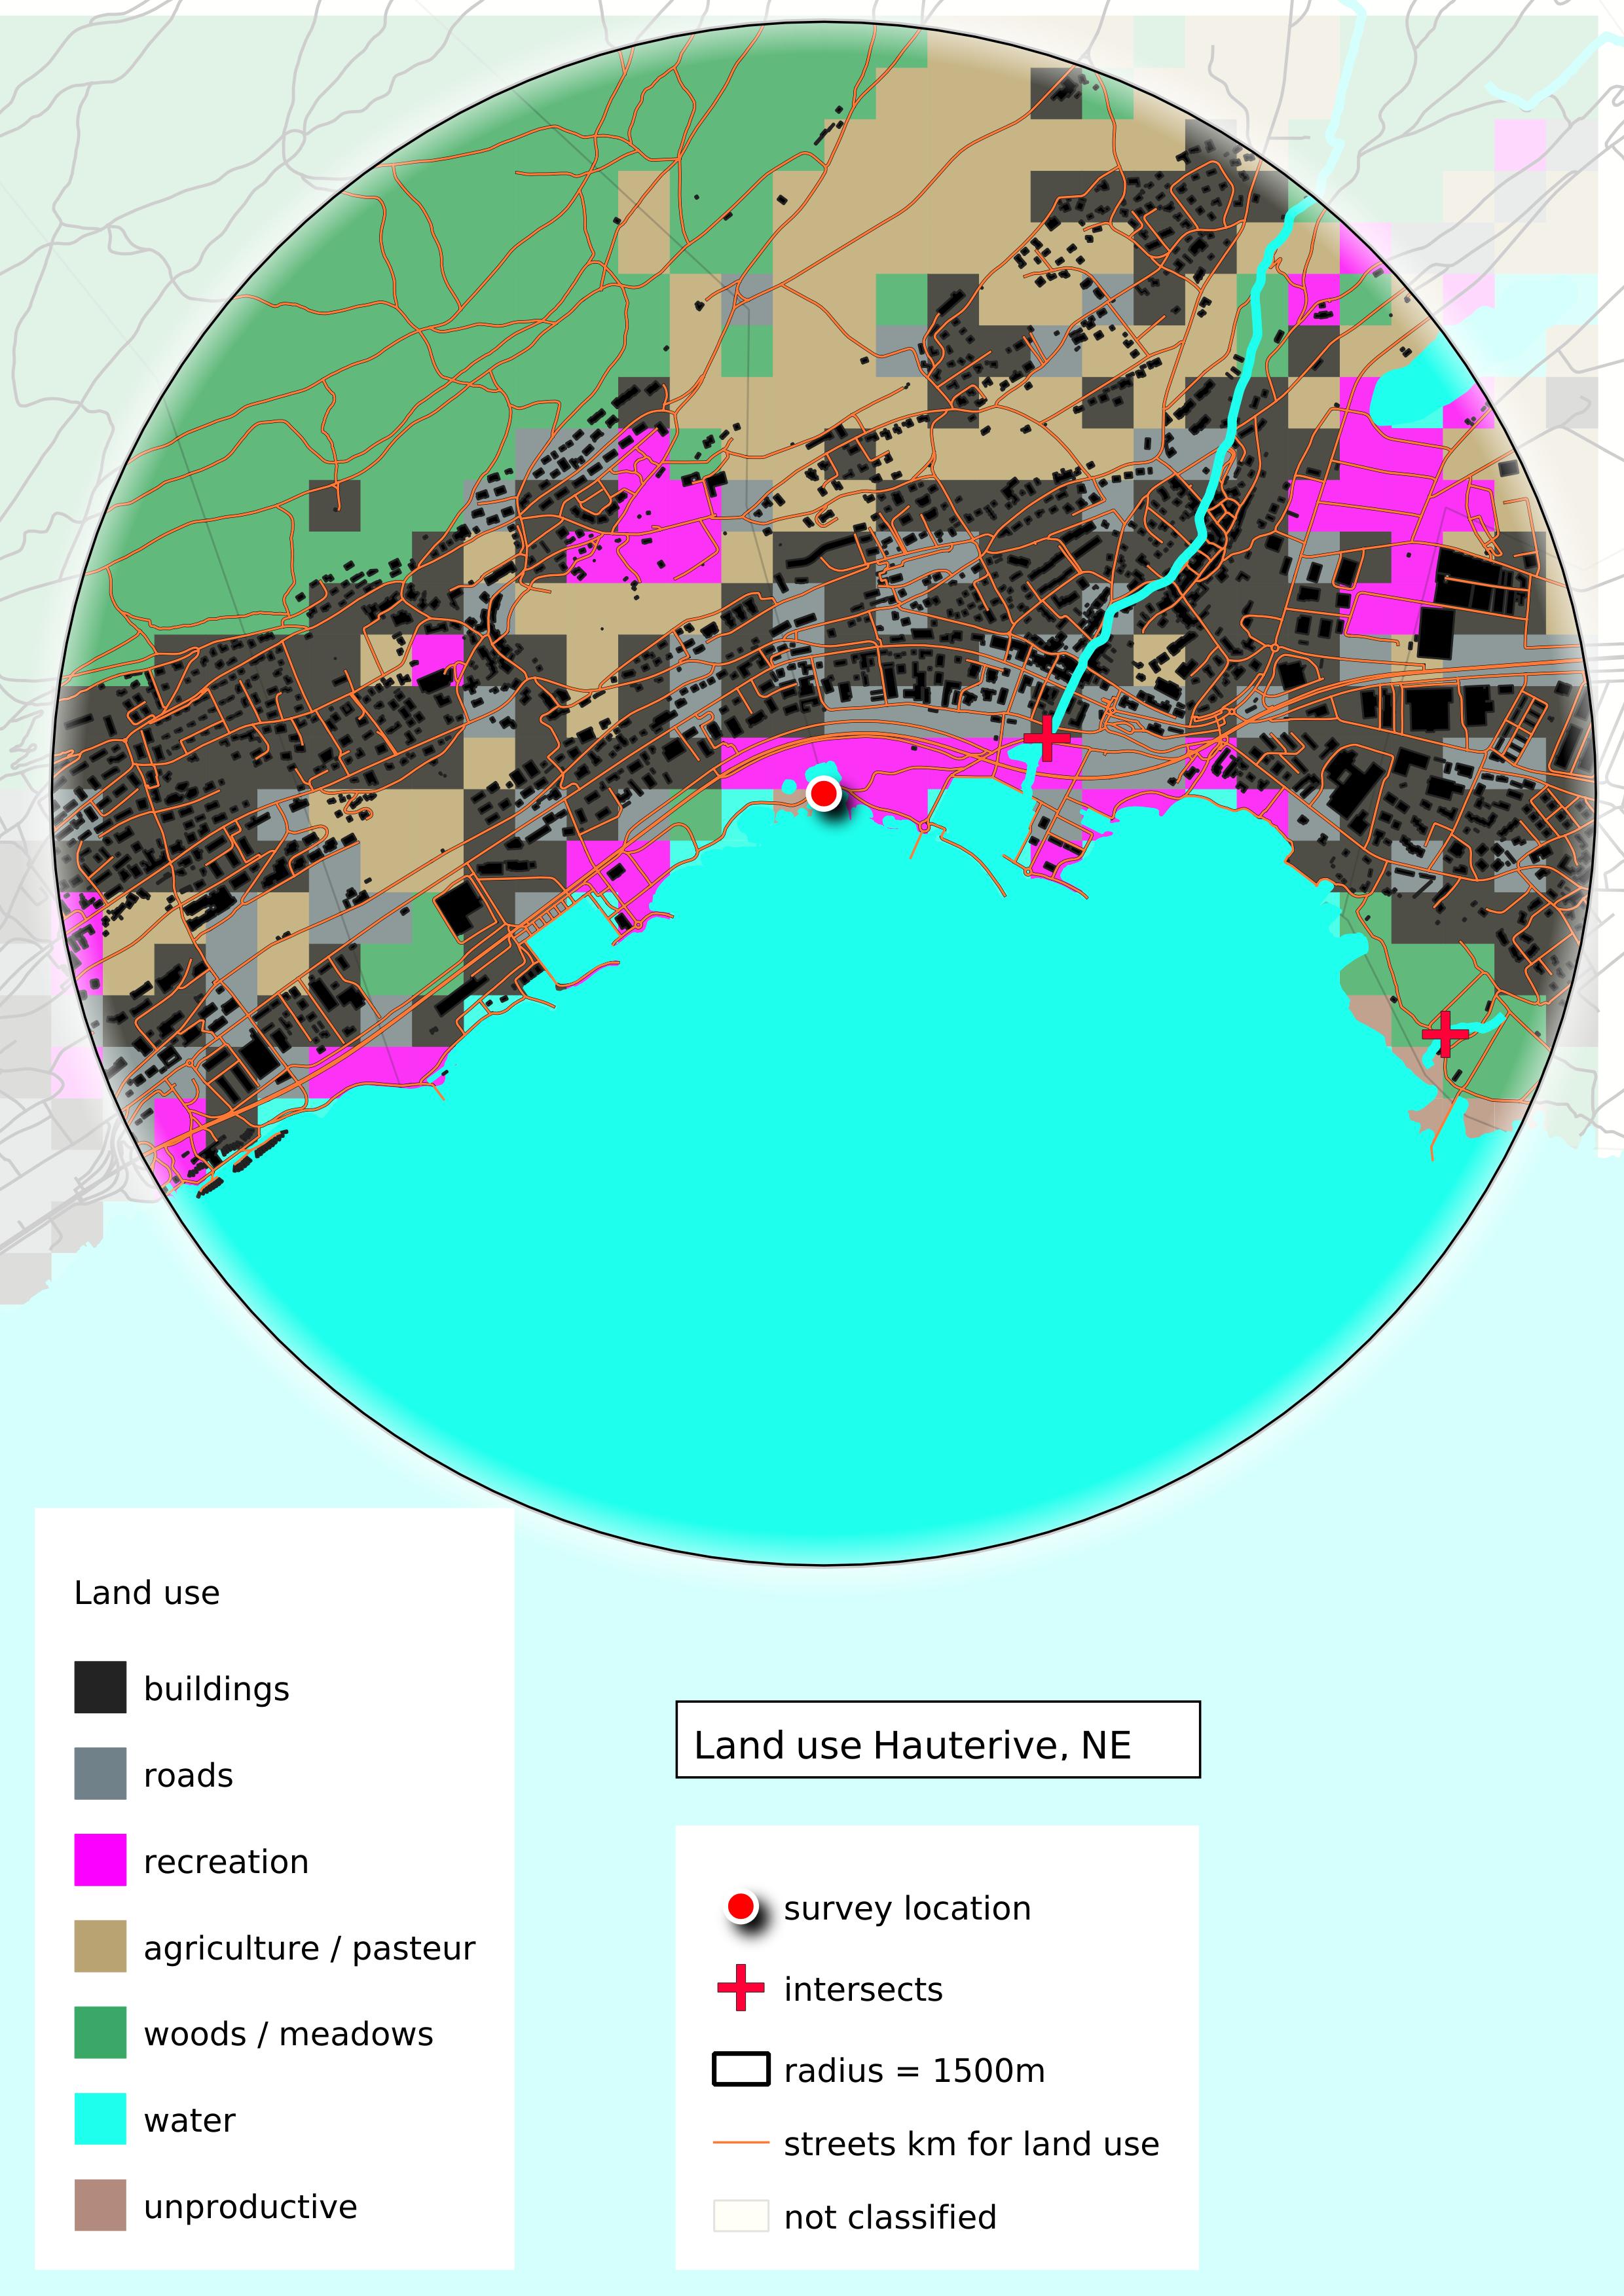 Land use
buildings
roads
recreation
agriculture / pasteur
woods / meadows
water
unproductive
Land use Hauterive, NE
survey location
intersects
radius = 1500m
streets km for land use
not classified